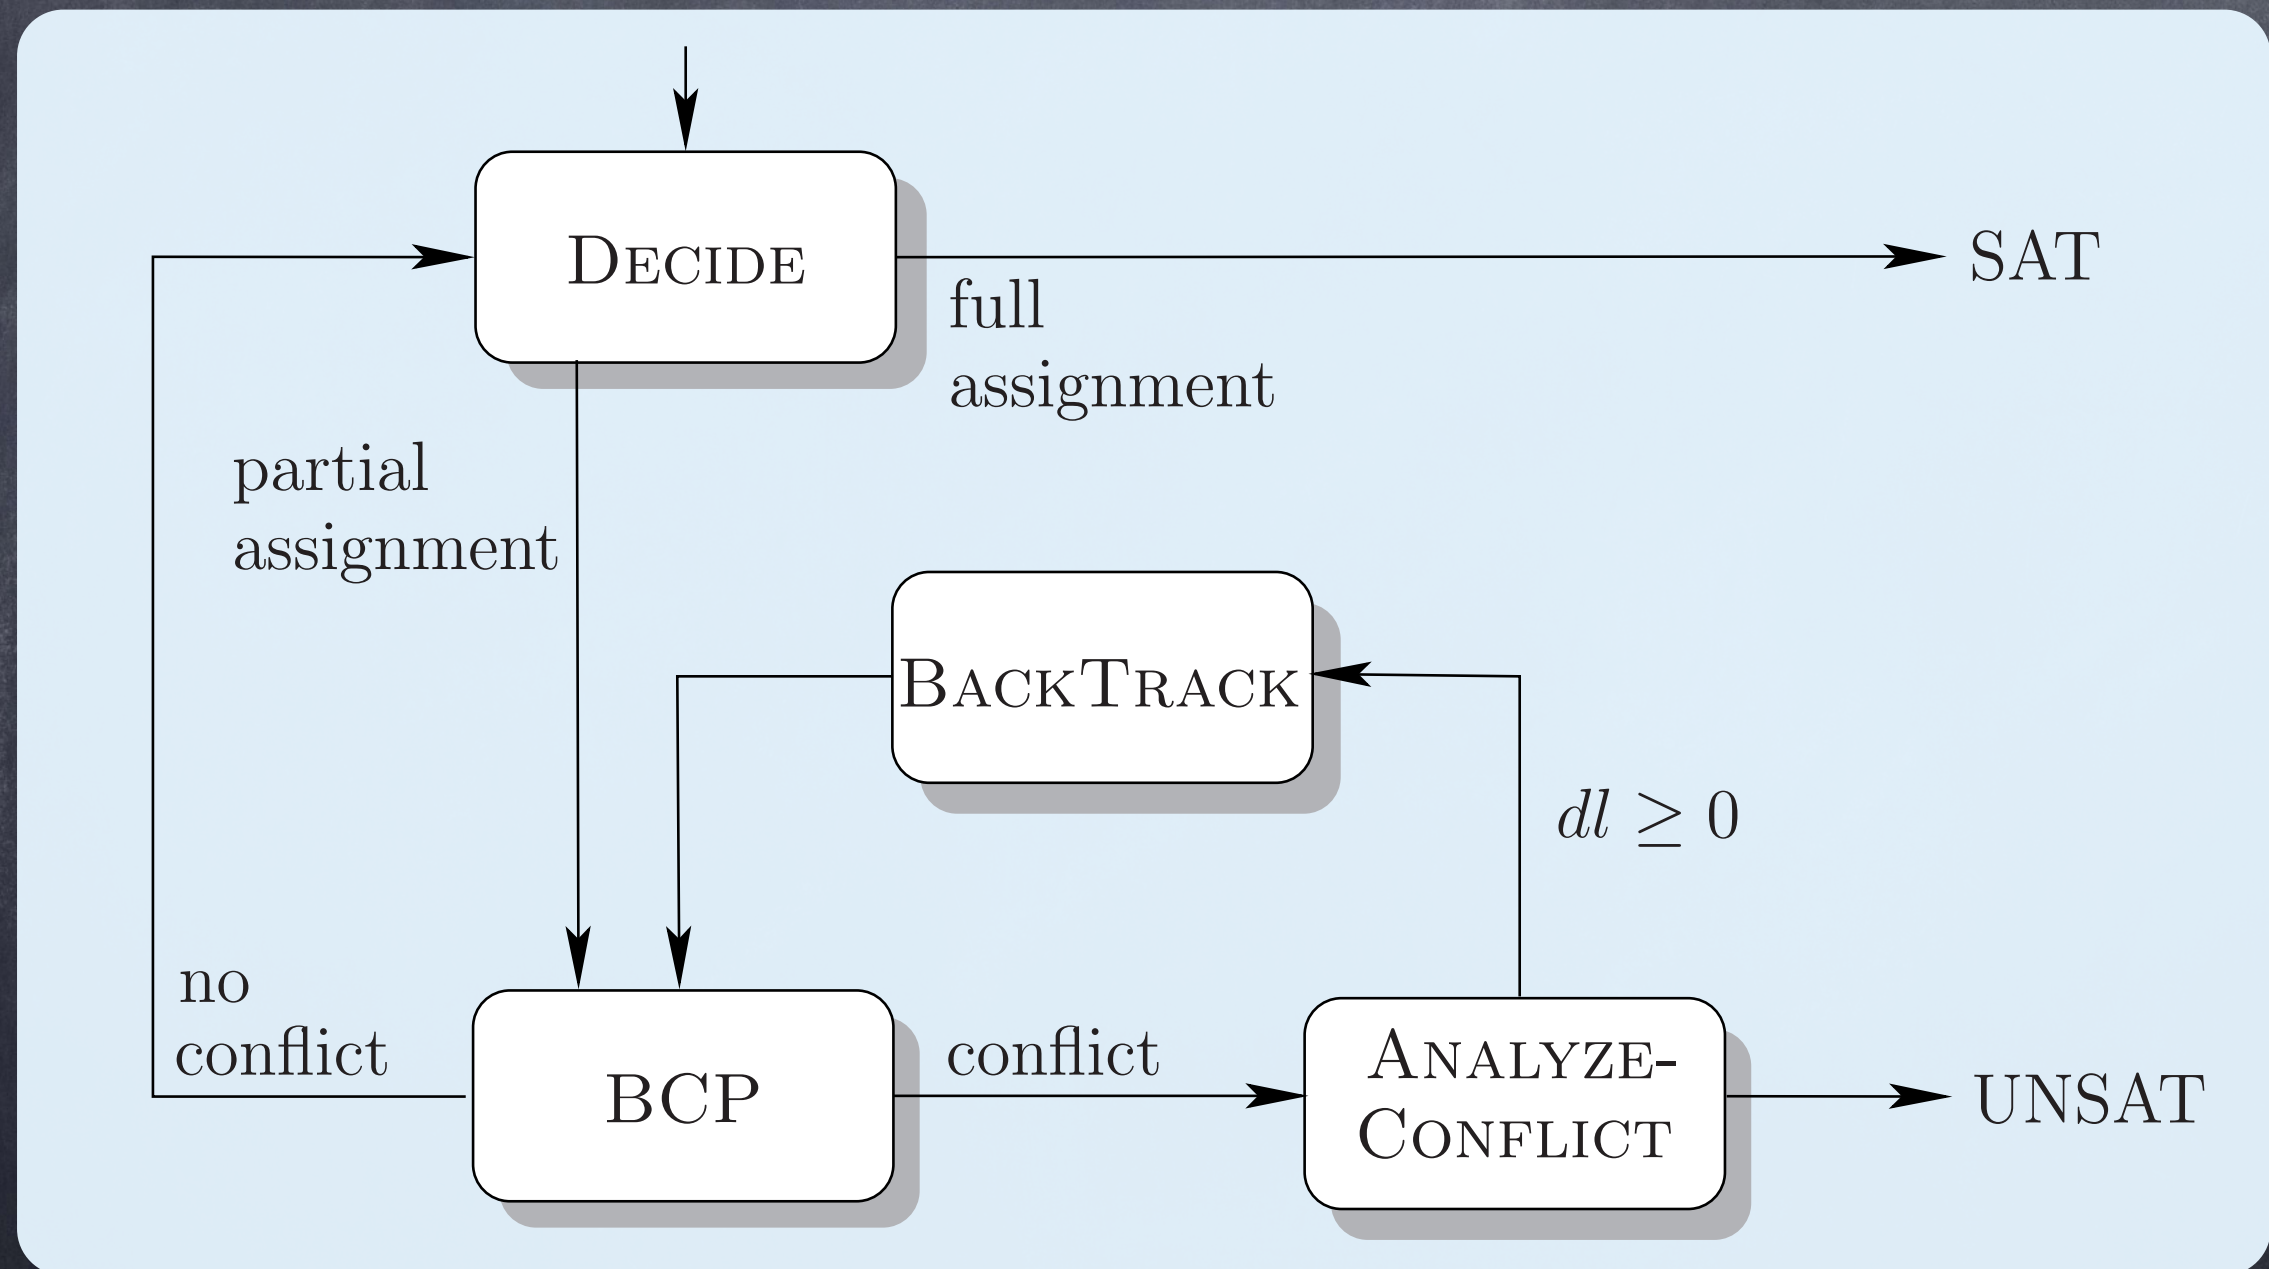 DECIDE
SAT
full
assignment
partial
assignment
BACKTRACK
dl ≥ 0
no
conflict
BCP
conflict
ANALYZE-
CONFLICT
UNSAT